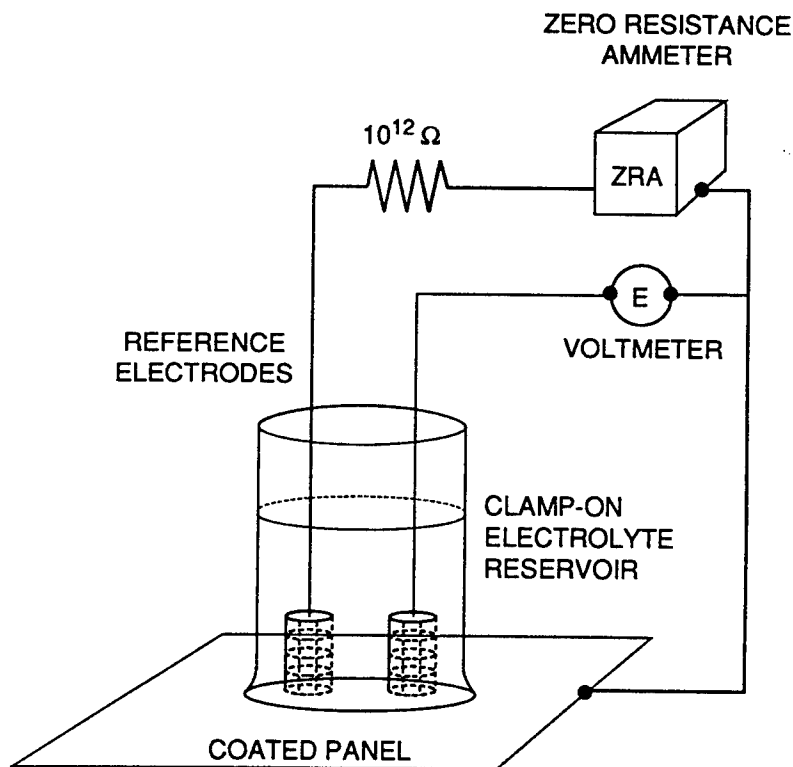 ZERO RESISTANCE
AMMETER
10¹² Ω
ZRA
E
VOLTMETER
REFERENCE
ELECTRODES
CLAMP-ON
ELECTROLYTE
RESERVOIR
COATED PANEL